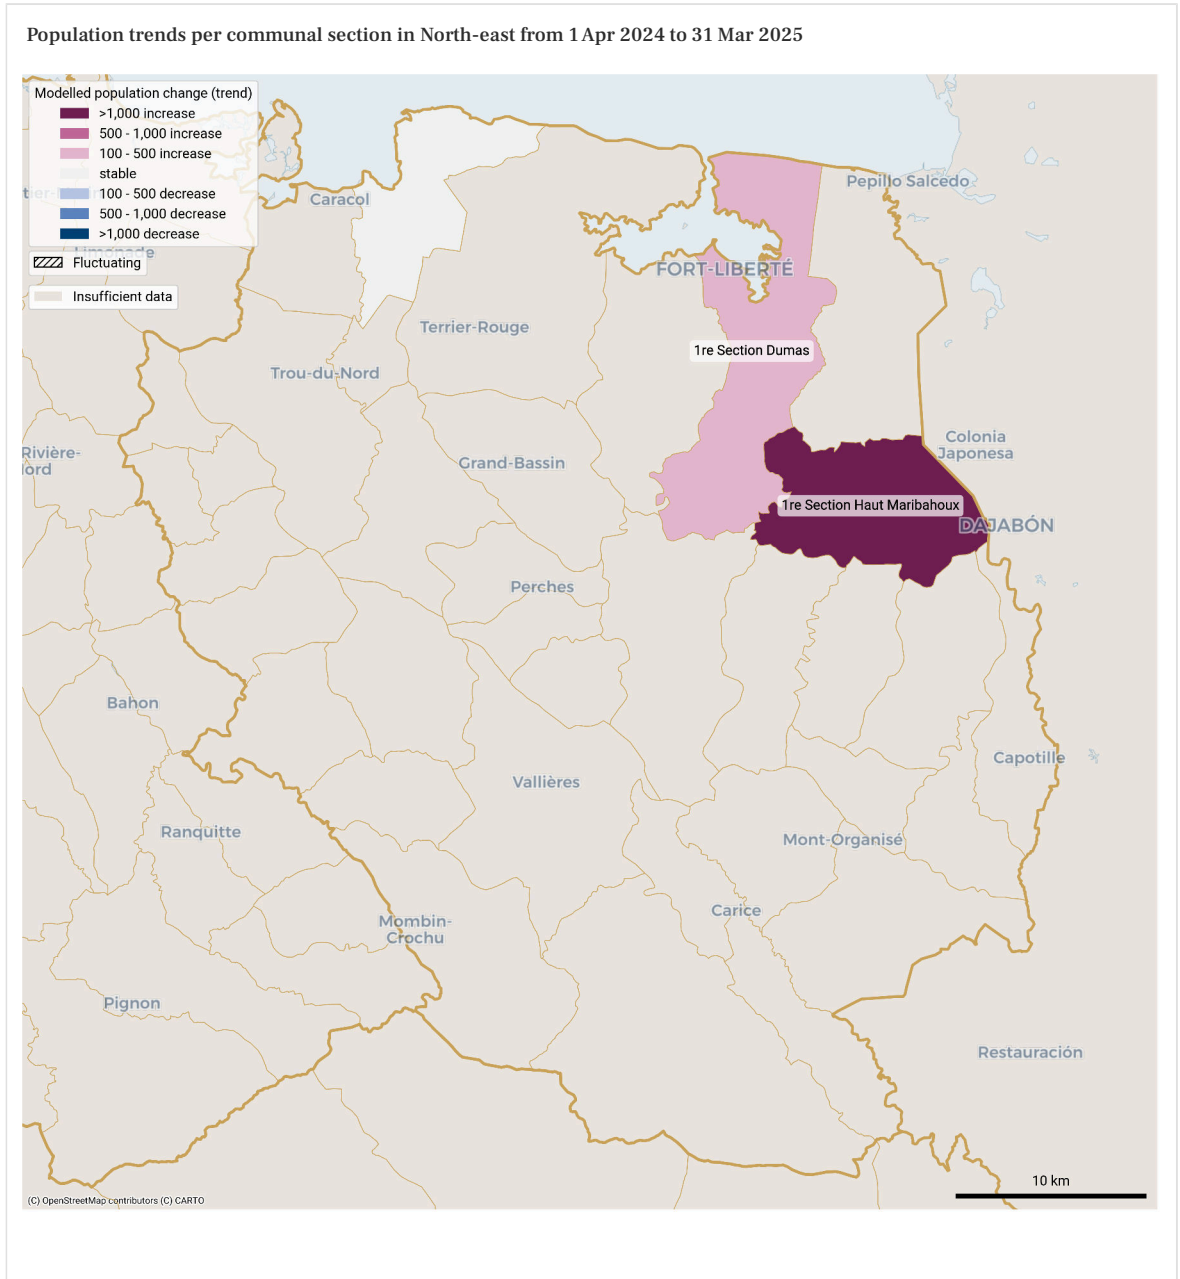 Population trends per communal section in North-east from 1 Apr 2024 to 31 Mar 2025
Modelled population change (trend)
>1,000 increase
500 - 1,000 increase
100 - 500 increase
stable
100 - 500 decrease
500 - 1,000 decrease
>1,000 decrease
Fluctuating
Insufficient data
Limonade
Caracol
Pepillo Salcedo
FORT-LIBERTÉ
Terrier-Rouge
1re Section Dumas
Trou-du-Nord
Rivière-
Grand-Bassin
Colonia
Japonesa
1re Section Haut Maribahoux
DAJABÓN
Perches
Bahon
Vallières
Capotille
Ranquitte
Mont-Organisé
Carice
Mombin-
Crochu
Pignon
Restauración
10 km
(C) OpenStreetMap contributors (C) CARTO